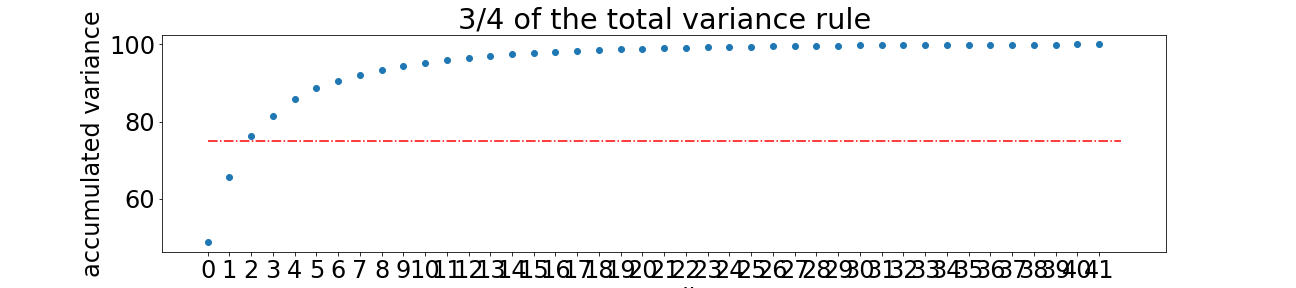 3/4 of the total variance rule
accumulated variance
100
80
60
0 1 2 3 4 5 6 7 8 9 10 11 12 13 14 15 16 17 18 19 20 21 22 23 24 25 26 27 28 29 30 31 32 33 34 35 36 37 38 39 40 41